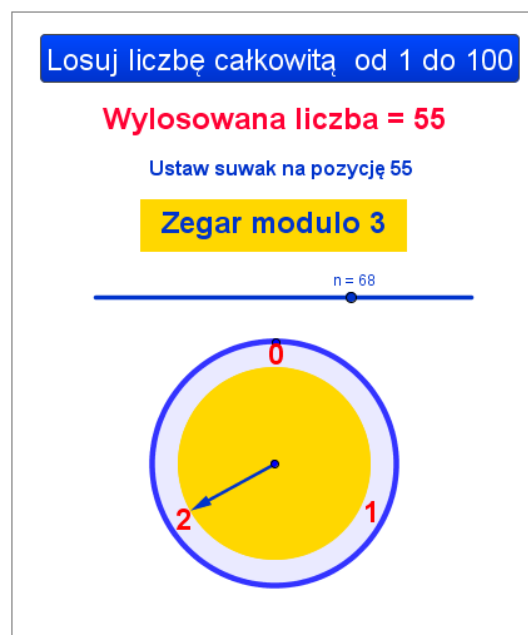 Losuj liczbę całkowitą od 1 do 100
Wylosowana liczba = 55
Ustaw suwak na pozycję 55
Zegar modulo 3
n = 68
0
1
2